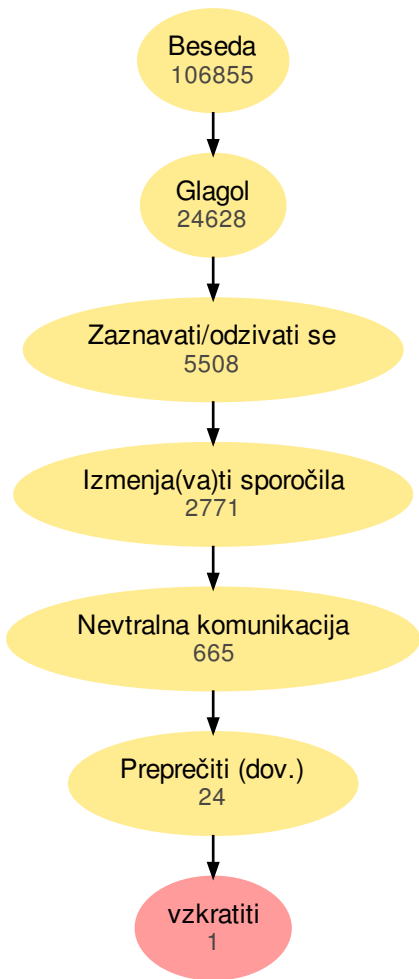 Beseda
106855
Glagol
24628
Zaznavati/odzivati se
5508
Izmenja(va)ti sporočila
2771
Nevtralna komunikacija
665
Preprečiti (dov.)
24
vzkratiti
1